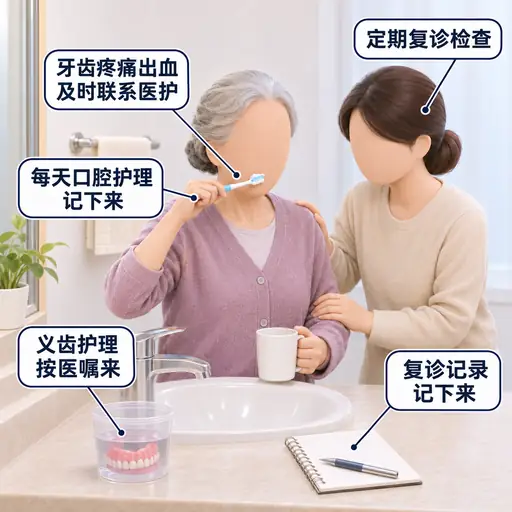 牙齿疼痛出血
及时联系医护
定期复诊检查
每天口腔护理
记下来
义齿护理
按医嘱来
复诊记录
记下来